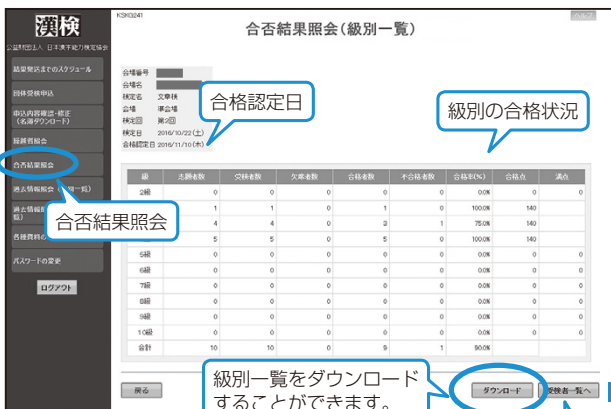 漢検
公益財団法人 日本漢字能力検定協会
結果発送までのスケジュール
団体受検申込
申込内容確認・修正
(名簿ダウンロード)
志願者照会
合否結果照会
各種資料の
パスワードの変更
ログアウト
KSKG241
合否結果照会(級別一覧)
会場番号
会場名
検定名 文章検
会場 準会場
検定回 第2回
検定日 2016/10/22(土)
合格認定日 2016/11/10(木)
合格認定日
級別の合格状況
合否結果照会
級 志願者数 受検者数 欠席者数 合格者数 不合格者数 合格率(%) 合格点 満点
2級 0 0 0 0 0 0.0% 0 0
1 1 0 1 0 100.0% 140
4 4 0 3 1 75.0% 140
5 5 0 5 0 100.0% 140
5級 0 0 0 0 0 0.0% 0 0
6級 0 0 0 0 0 0.0% 0 0
7級 0 0 0 0 0 0.0% 0 0
8級 0 0 0 0 0 0.0% 0 0
9級 0 0 0 0 0 0.0% 0 0
10級 0 0 0 0 0 0.0% 0 0
合計 10 10 0 9 1 90.0%
戻る
級別一覧をダウンロード
することができます。
ダウンロード
受検者一覧へ